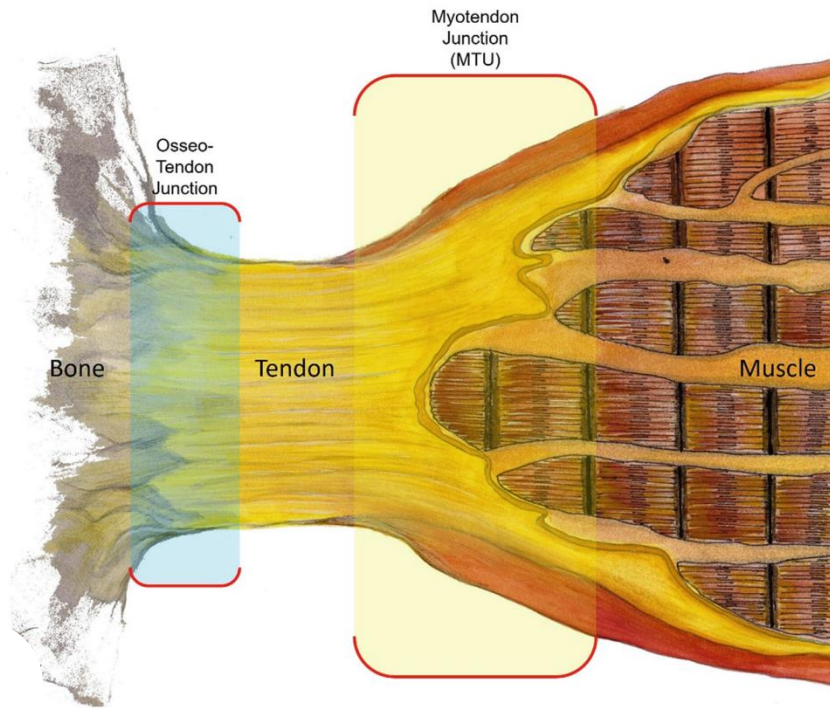 Myotendon
Junction
(MTU)
Osseo-
Tendon
Junction
Bone
Tendon
Muscle